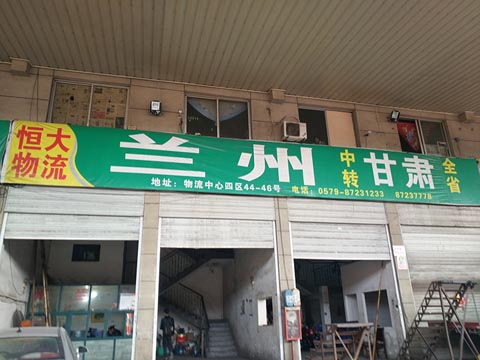 恒大
物流
兰州
中转
甘肃
全省
地址：物流中心四区44-46号 电话：0579-87231233 87237778